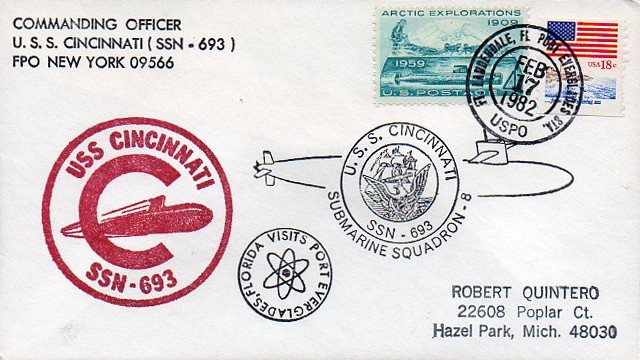 COMMANDING OFFICER
U. S. S. CINCINNATI ( SSN - 693 )
FPO NEW YORK 09566
ARCTIC EXPLORATIONS
1909
1959
U.S. POSTAGE
USA 18c
FT. LAUDERDALE, FL PORT EVERGLADES STA.
FEB
17
1982
USPO
USS CINCINNATI
C
SSN-693
U. S. S. CINCINNATI
SSN - 693
SUBMARINE SQUADRON - 8
FLORIDA VISITS PORT EVERGLADES,
ROBERT QUINTERO
22608 Poplar Ct.
Hazel Park, Mich. 48030